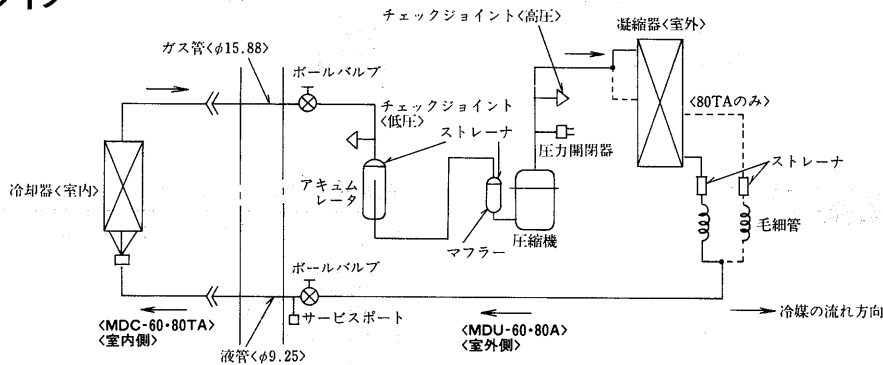 チェックジョイント<高圧>
凝縮器<室外>
ガス管<φ15.88>
ボールバルブ
チェックジョイント
<低圧>
ストレーナ
<80TAのみ>
圧力開閉器
ストレーナ
冷却器<室内>
アキュム
レータ
毛細管
圧縮機
マフラー
ボールバルブ
サービスポート
冷媒の流れ方向
<MDC-60・80TA>
<室内側>
<MDU-60・80A>
<室外側>
液管<φ9.25>